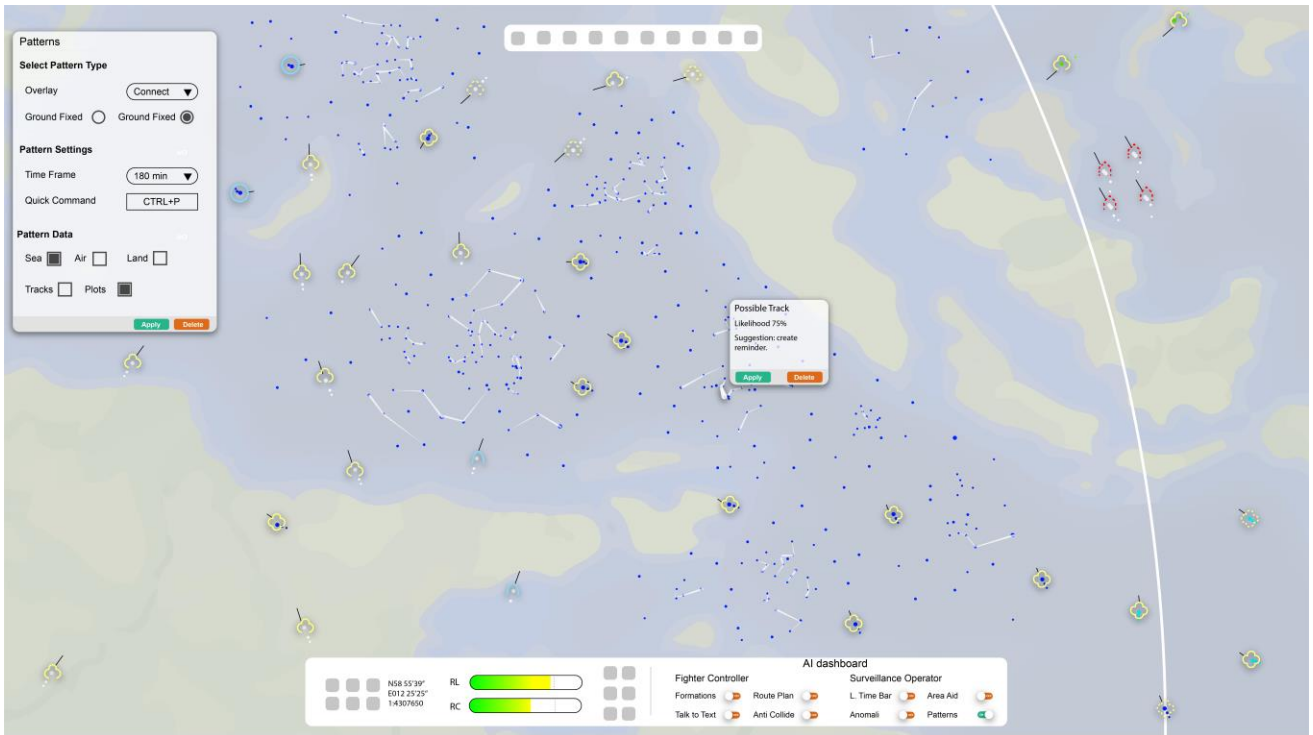 Patterns
Select Pattern Type
Overlay Connect
Ground Fixed Ground Fixed
Pattern Settings
Time Frame 180 min
Quick Command CTRL+P
Pattern Data
Sea Air Land
Tracks Plots
Apply Delete
Possible Track
Likelihood 75%
Suggestion: create
reminder.
Apply Delete
N58 55'39"
E012 25'25"
1:4307650
RL
RC
AI dashboard
Fighter Controller Surveillance Operator
Formations Route Plan L. Time Bar Area Aid
Talk to Text Anti Collide Anomali Patterns